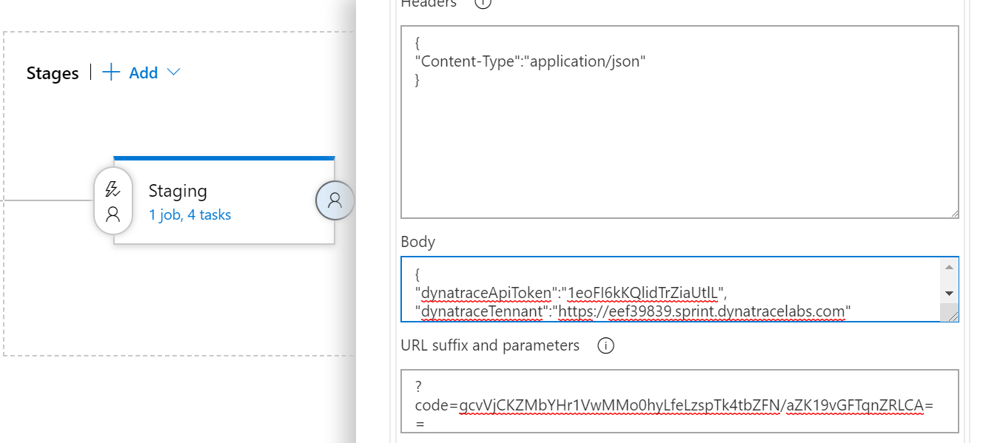 Headers
Stages
Add
Staging
1 job, 4 tasks
{
"Content-Type":"application/json"
}
Body
{
"dynatraceApiToken":"1eoFI6kKQlidTrZiaUtlL",
"dynatraceTennant":"https://eef39839.sprint.dynatracelabs.com"
URL suffix and parameters
?
code=gcvVjCKZMbYHr1VwMMo0hyLfeLzspTk4tbZFN/aZK19vGFTqnZRLCA=
=